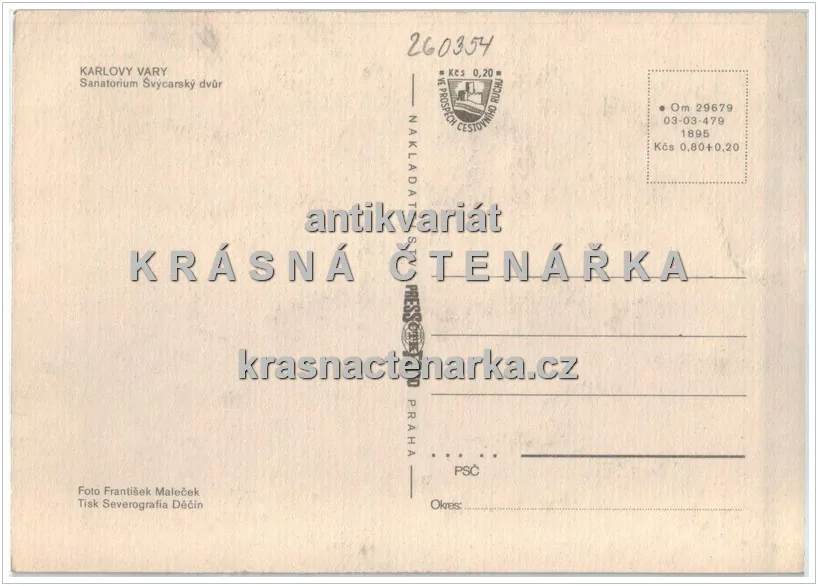 260354
KARLOVY VARY
Sanatorium Švýcarský dvůr
Kčs 0,20
VE PROSPĚCH CESTOVNÍHO RUCHU
● Om 29679
03-03-479
1895
Kčs 0,80+0,20
antikvariát
KRÁSNÁ ČTENÁŘKA
krasnactenarka.cz
NAKLADATELSTVÍ PRESSFOTO PRAHA
PSČ
Foto František Maleček
Tisk Severografia Děčín
Okres: